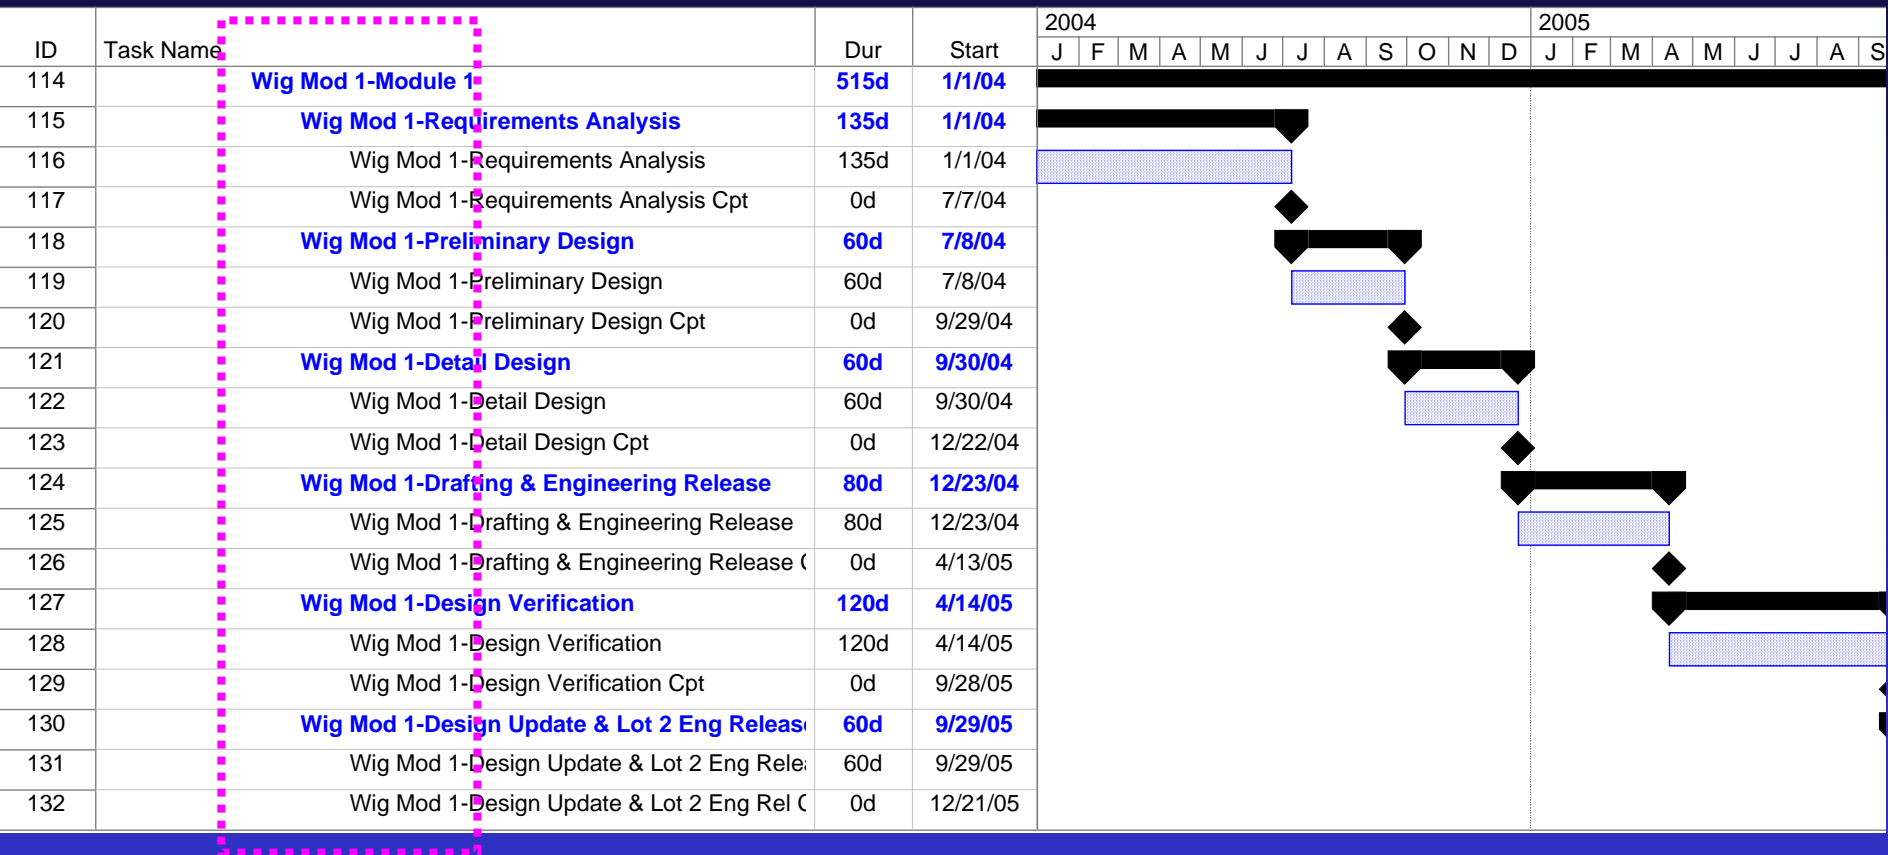 2004 2005
ID Task Name Dur Start J F M A M J J A S O N D J F M A M J J A S
114 Wig Mod 1-Module 1 515d 1/1/04
115 Wig Mod 1-Requirements Analysis 135d 1/1/04
116 Wig Mod 1-Requirements Analysis 135d 1/1/04
117 Wig Mod 1-Requirements Analysis Cpt 0d 7/7/04
118 Wig Mod 1-Preliminary Design 60d 7/8/04
119 Wig Mod 1-Preliminary Design 60d 7/8/04
120 Wig Mod 1-Preliminary Design Cpt 0d 9/29/04
121 Wig Mod 1-Detail Design 60d 9/30/04
122 Wig Mod 1-Detail Design 60d 9/30/04
123 Wig Mod 1-Detail Design Cpt 0d 12/22/04
124 Wig Mod 1-Drafting & Engineering Release 80d 12/23/04
125 Wig Mod 1-Drafting & Engineering Release 80d 12/23/04
126 Wig Mod 1-Drafting & Engineering Release 0d 4/13/05
127 Wig Mod 1-Design Verification 120d 4/14/05
128 Wig Mod 1-Design Verification 120d 4/14/05
129 Wig Mod 1-Design Verification Cpt 0d 9/28/05
130 Wig Mod 1-Design Update & Lot 2 Eng Release 60d 9/29/05
131 Wig Mod 1-Design Update & Lot 2 Eng Relea 60d 9/29/05
132 Wig Mod 1-Design Update & Lot 2 Eng Rel 0d 12/21/05